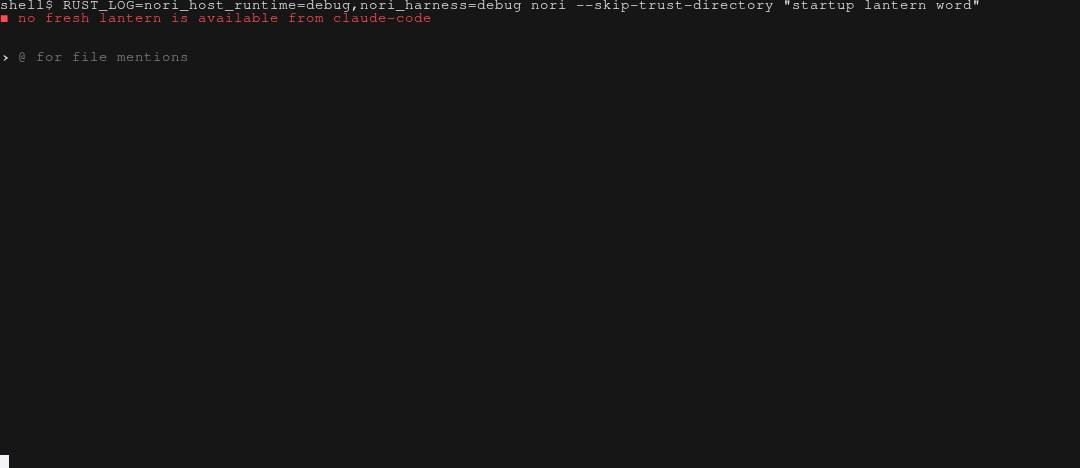 shell$ RUST_LOG=nori_host_runtime=debug,nori_harness=debug nori --skip-trust-directory "startup lantern word"
■ no fresh lantern is available from claude-code
› @ for file mentions